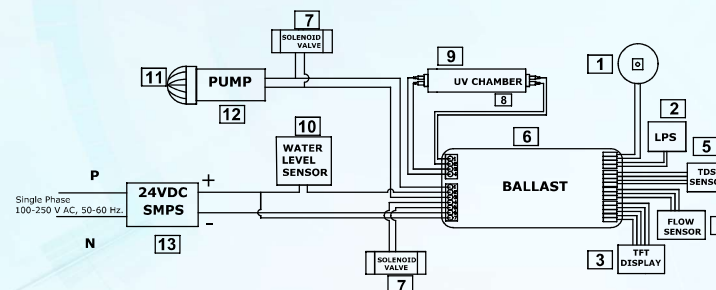 7
SOLENOID
VALVE
11
PUMP
12
9
UV CHAMBER
8
1
2
LPS
5
TDS
SENSO
10
WATER
LEVEL
SENSOR
6
BALLAST
P
Single Phase
100-250 V AC, 50-60 Hz.
N
24VDC
SMPS
+
-
13
FLOW
SENSOR
3
TFT
DISPLAY
SOLENOID
VALVE
7